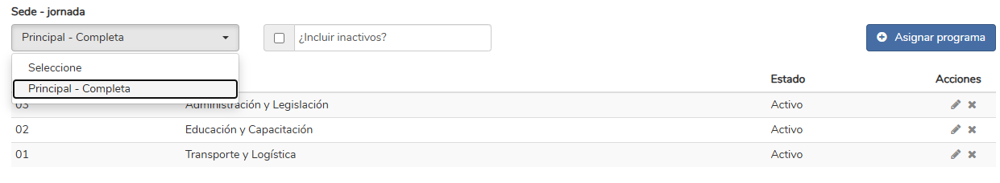 Sede - jornada
Principal - Completa
¿Incluir inactivos?
Asignar programa
Seleccione
Principal - Completa
Estado Acciones
03 Administración y Legislación Activo
02 Educación y Capacitación Activo
01 Transporte y Logística Activo